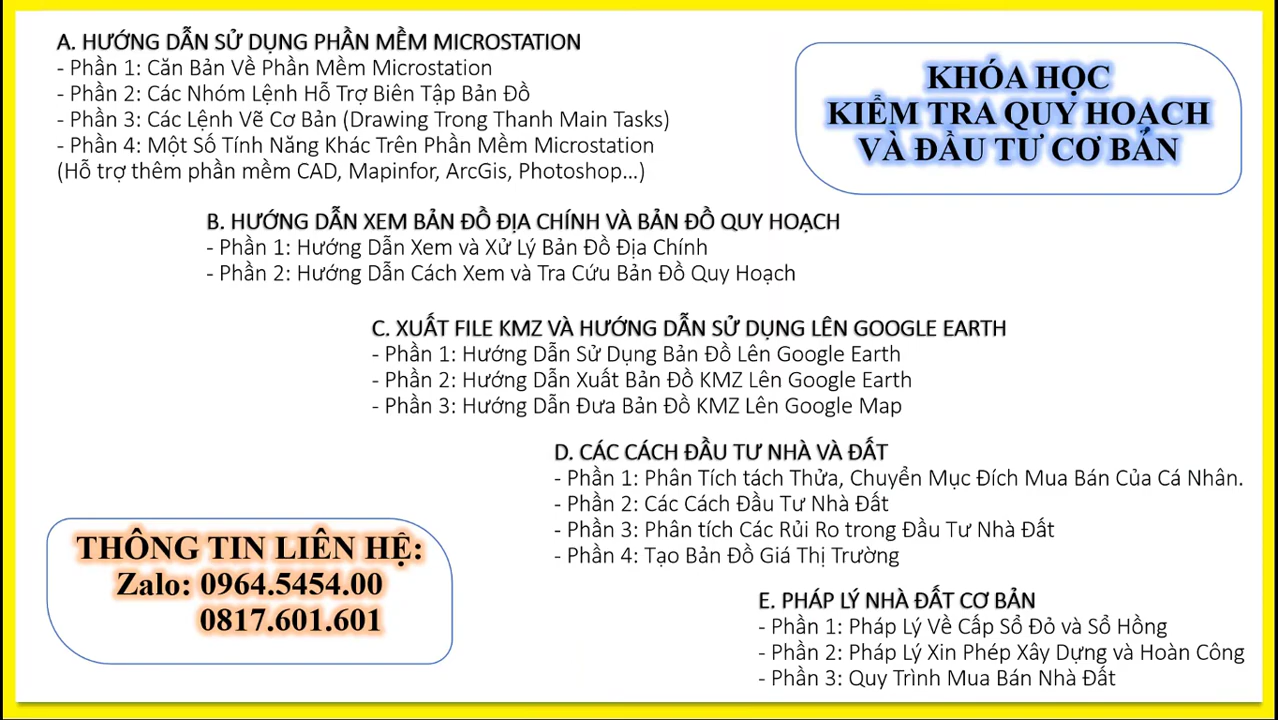 A. HƯỚNG DẪN SỬ DỤNG PHẦN MỀM MICROSTATION
- Phần 1: Căn Bản Về Phần Mềm Microstation
- Phần 2: Các Nhóm Lệnh Hỗ Trợ Biên Tập Bản Đồ
- Phần 3: Các Lệnh Vẽ Cơ Bản (Drawing Trong Thanh Main Tasks)
- Phần 4: Một Số Tính Năng Khác Trên Phần Mềm Microstation
(Hỗ trợ thêm phần mềm CAD, Mapinfor, ArcGis, Photoshop...)
KHÓA HỌC
KIỂM TRA QUY HOẠCH
VÀ ĐẦU TƯ CƠ BẢN
B. HƯỚNG DẪN XEM BẢN ĐỒ ĐỊA CHÍNH VÀ BẢN ĐỒ QUY HOẠCH
- Phần 1: Hướng Dẫn Xem và Xử Lý Bản Đồ Địa Chính
- Phần 2: Hướng Dẫn Cách Xem và Tra Cứu Bản Đồ Quy Hoạch
C. XUẤT FILE KMZ VÀ HƯỚNG DẪN SỬ DỤNG LÊN GOOGLE EARTH
- Phần 1: Hướng Dẫn Sử Dụng Bản Đồ Lên Google Earth
- Phần 2: Hướng Dẫn Xuất Bản Đồ KMZ Lên Google Earth
- Phần 3: Hướng Dẫn Đưa Bản Đồ KMZ Lên Google Map
D. CÁC CÁCH ĐẦU TƯ NHÀ VÀ ĐẤT
- Phần 1: Phân Tích tách Thửa, Chuyển Mục Đích Mua Bán Của Cá Nhân.
- Phần 2: Các Cách Đầu Tư Nhà Đất
- Phần 3: Phân tích Các Rủi Ro trong Đầu Tư Nhà Đất
- Phần 4: Tạo Bản Đồ Giá Thị Trường
THÔNG TIN LIÊN HỆ:
Zalo: 0964.5454.00
0817.601.601
E. PHÁP LÝ NHÀ ĐẤT CƠ BẢN
- Phần 1: Pháp Lý Về Cấp Sổ Đỏ và Sổ Hồng
- Phần 2: Pháp Lý Xin Phép Xây Dựng và Hoàn Công
- Phần 3: Quy Trình Mua Bán Nhà Đất